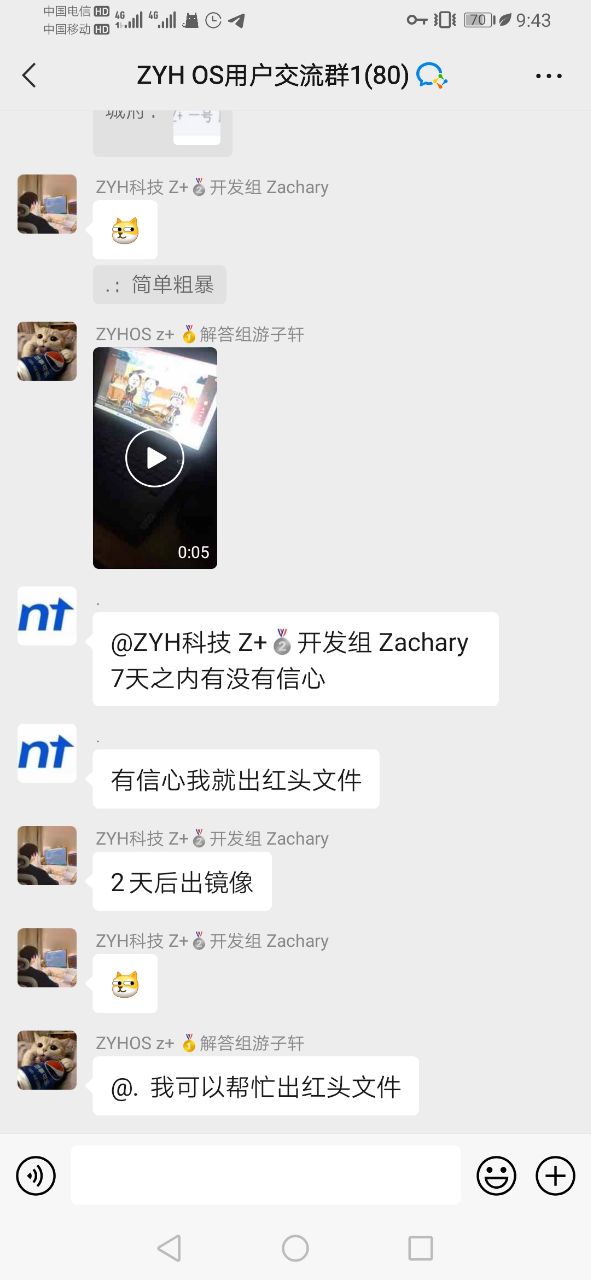 中国电信 HD 4G 4G 70 9:43
中国移动 HD
ZYH OS用户交流群1(80)
Z+ 一号
ZYH科技 Z+🥈开发组 Zachary
.: 简单粗暴
ZYHOS z+ 🥇解答组游子轩
0:05
nt
.
@ZYH科技 Z+🥈开发组 Zachary
7天之内有没有信心
nt
.
有信心我就出红头文件
ZYH科技 Z+🥈开发组 Zachary
2天后出镜像
ZYH科技 Z+🥈开发组 Zachary
ZYHOS z+ 🥇解答组游子轩
@. 我可以帮忙出红头文件